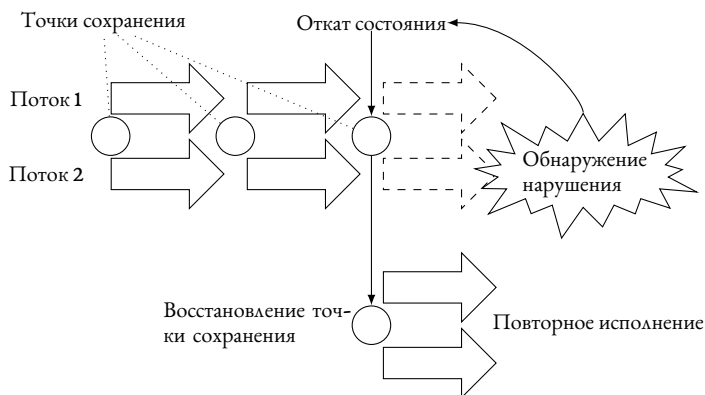 Точки сохранения
Откат состояния
Поток 1
Поток 2
Обнаружение
нарушения
Восстановление точ-
ки сохранения
Повторное исполнение